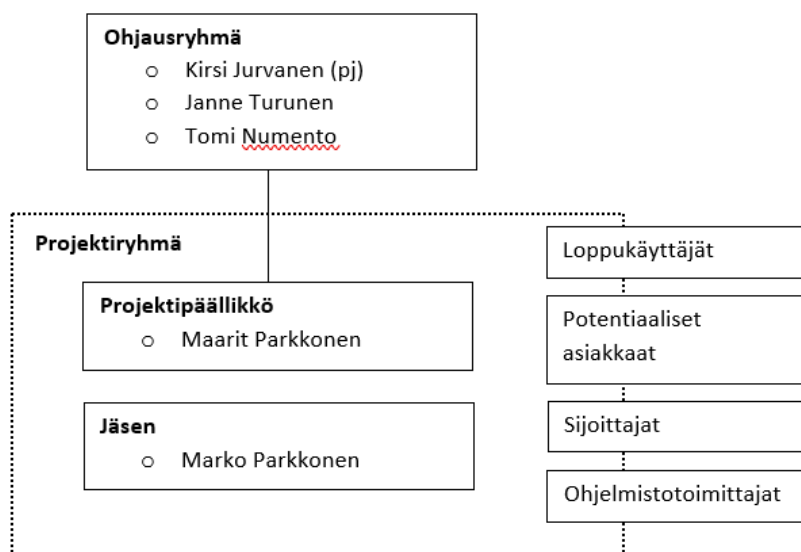 Ohjausryhmä
o Kirsi Jurvanen (pj)
o Janne Turunen
o Tomi Numento
Projektiryhmä
Projektipäällikkö
o Maarit Parkkonen
Jäsen
o Marko Parkkonen
Loppukäyttäjät
Potentiaaliset
asiakkaat
Sijoittajat
Ohjelmistotoimittajat